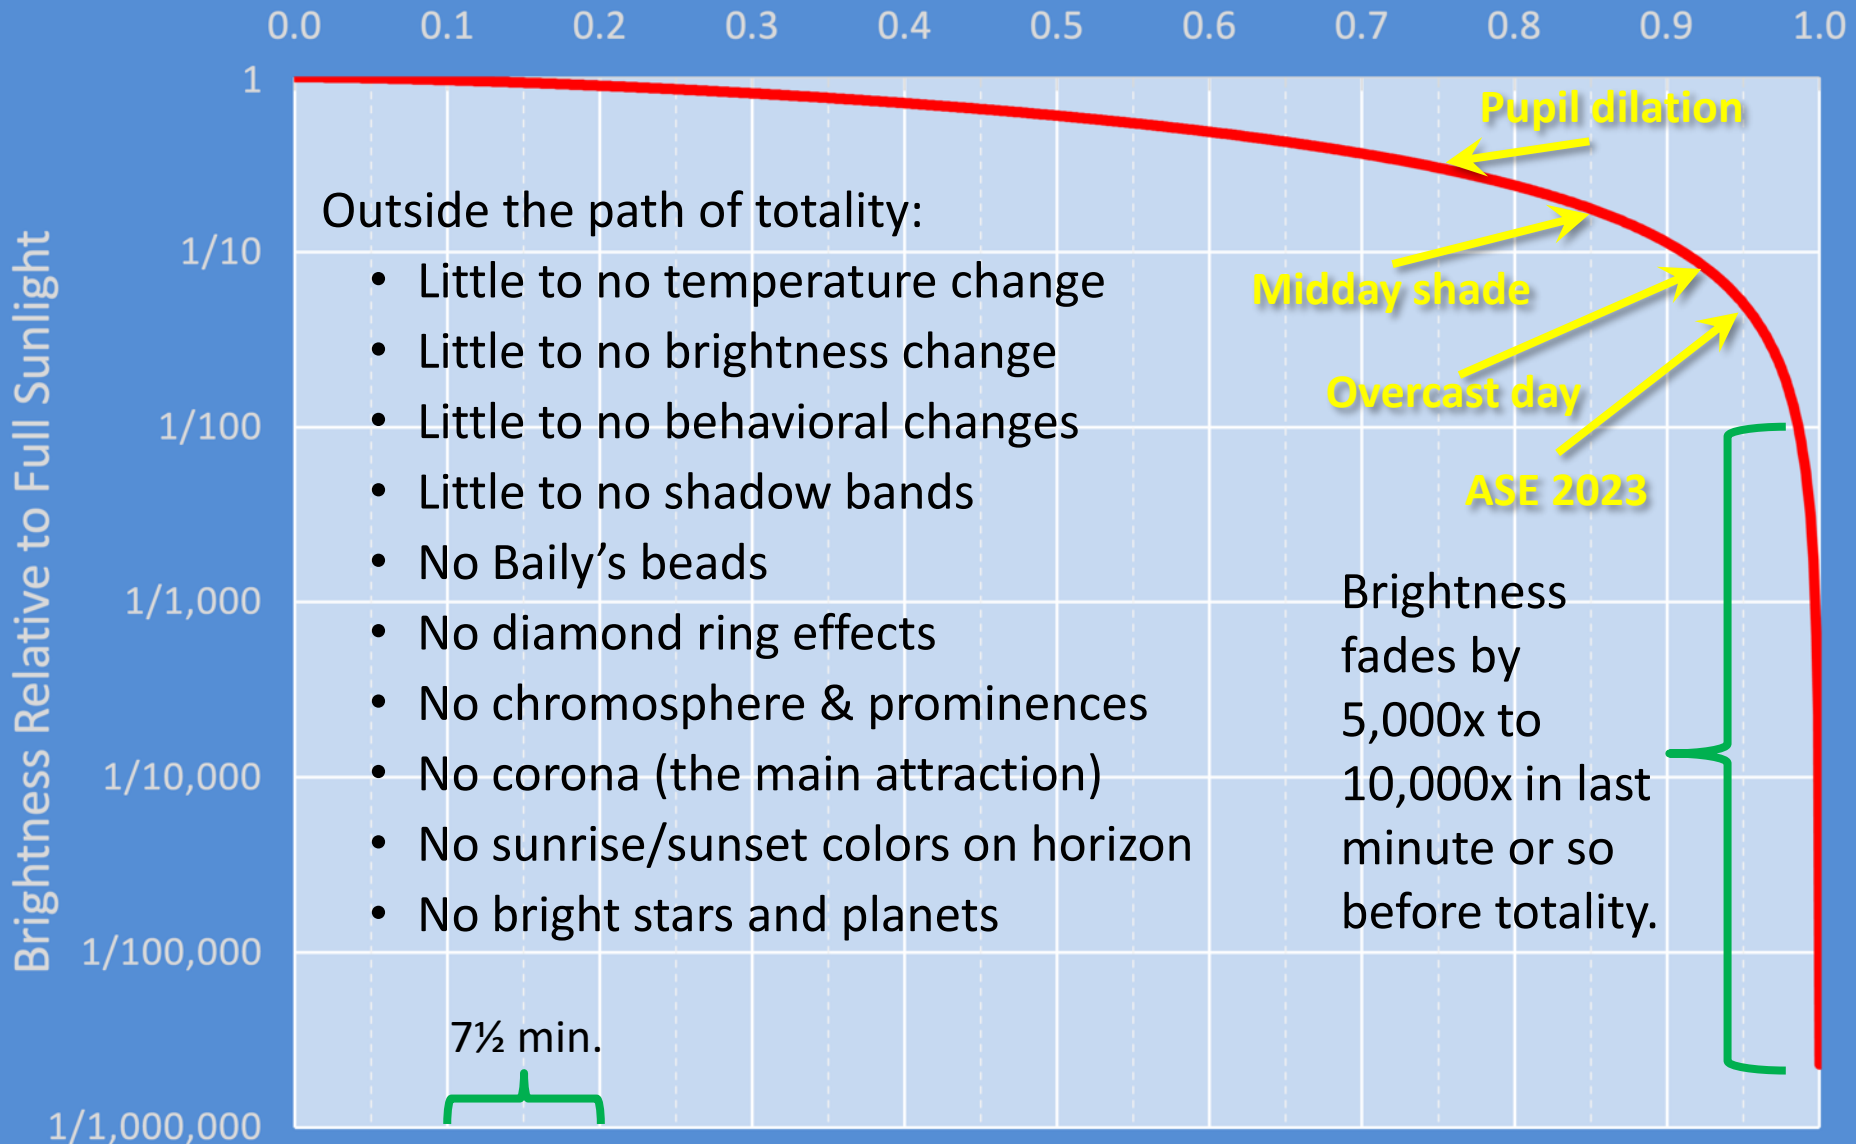 0.0 0.1 0.2 0.3 0.4 0.5 0.6 0.7 0.8 0.9 1.0
Brightness Relative to Full Sunlight
1
1/10
1/100
1/1,000
1/10,000
1/100,000
1/1,000,000
Outside the path of totality:
• Little to no temperature change
• Little to no brightness change
• Little to no behavioral changes
• Little to no shadow bands
• No Baily’s beads
• No diamond ring effects
• No chromosphere & prominences
• No corona (the main attraction)
• No sunrise/sunset colors on horizon
• No bright stars and planets
7½ min.
Pupil dilation
Midday shade
Overcast day
ASE 2023
Brightness
fades by
5,000x to
10,000x in last
minute or so
before totality.